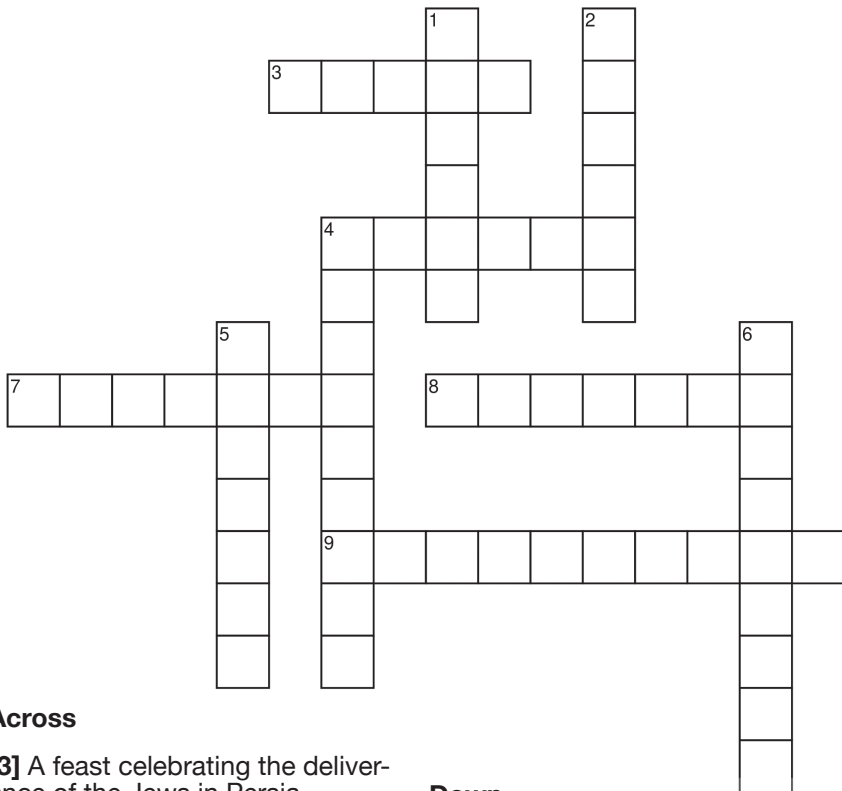 1
2
3
4
5
6
7
8
9
Across
[3] A feast celebrating the deliver-
ance of the Jews in Persia
Down